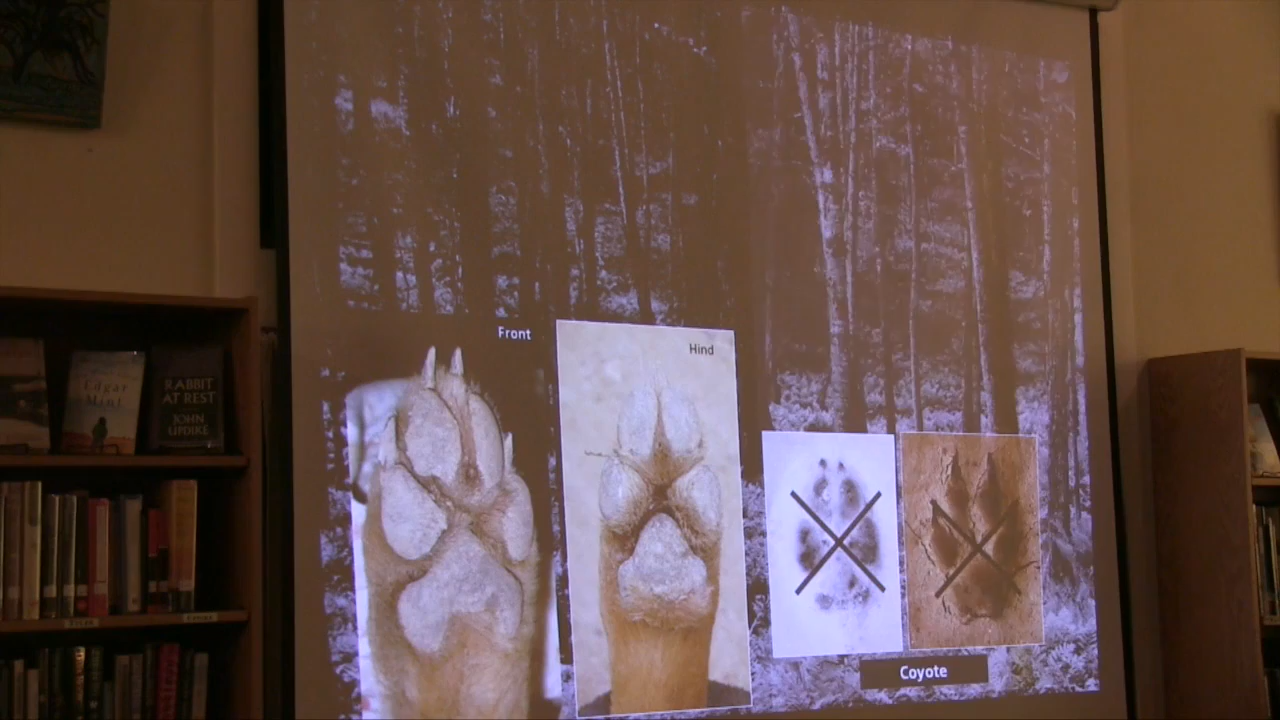 Front
Hind
Coyote
Edgar
Mint
RABBIT
AT REST
JOHN
UPDIKE